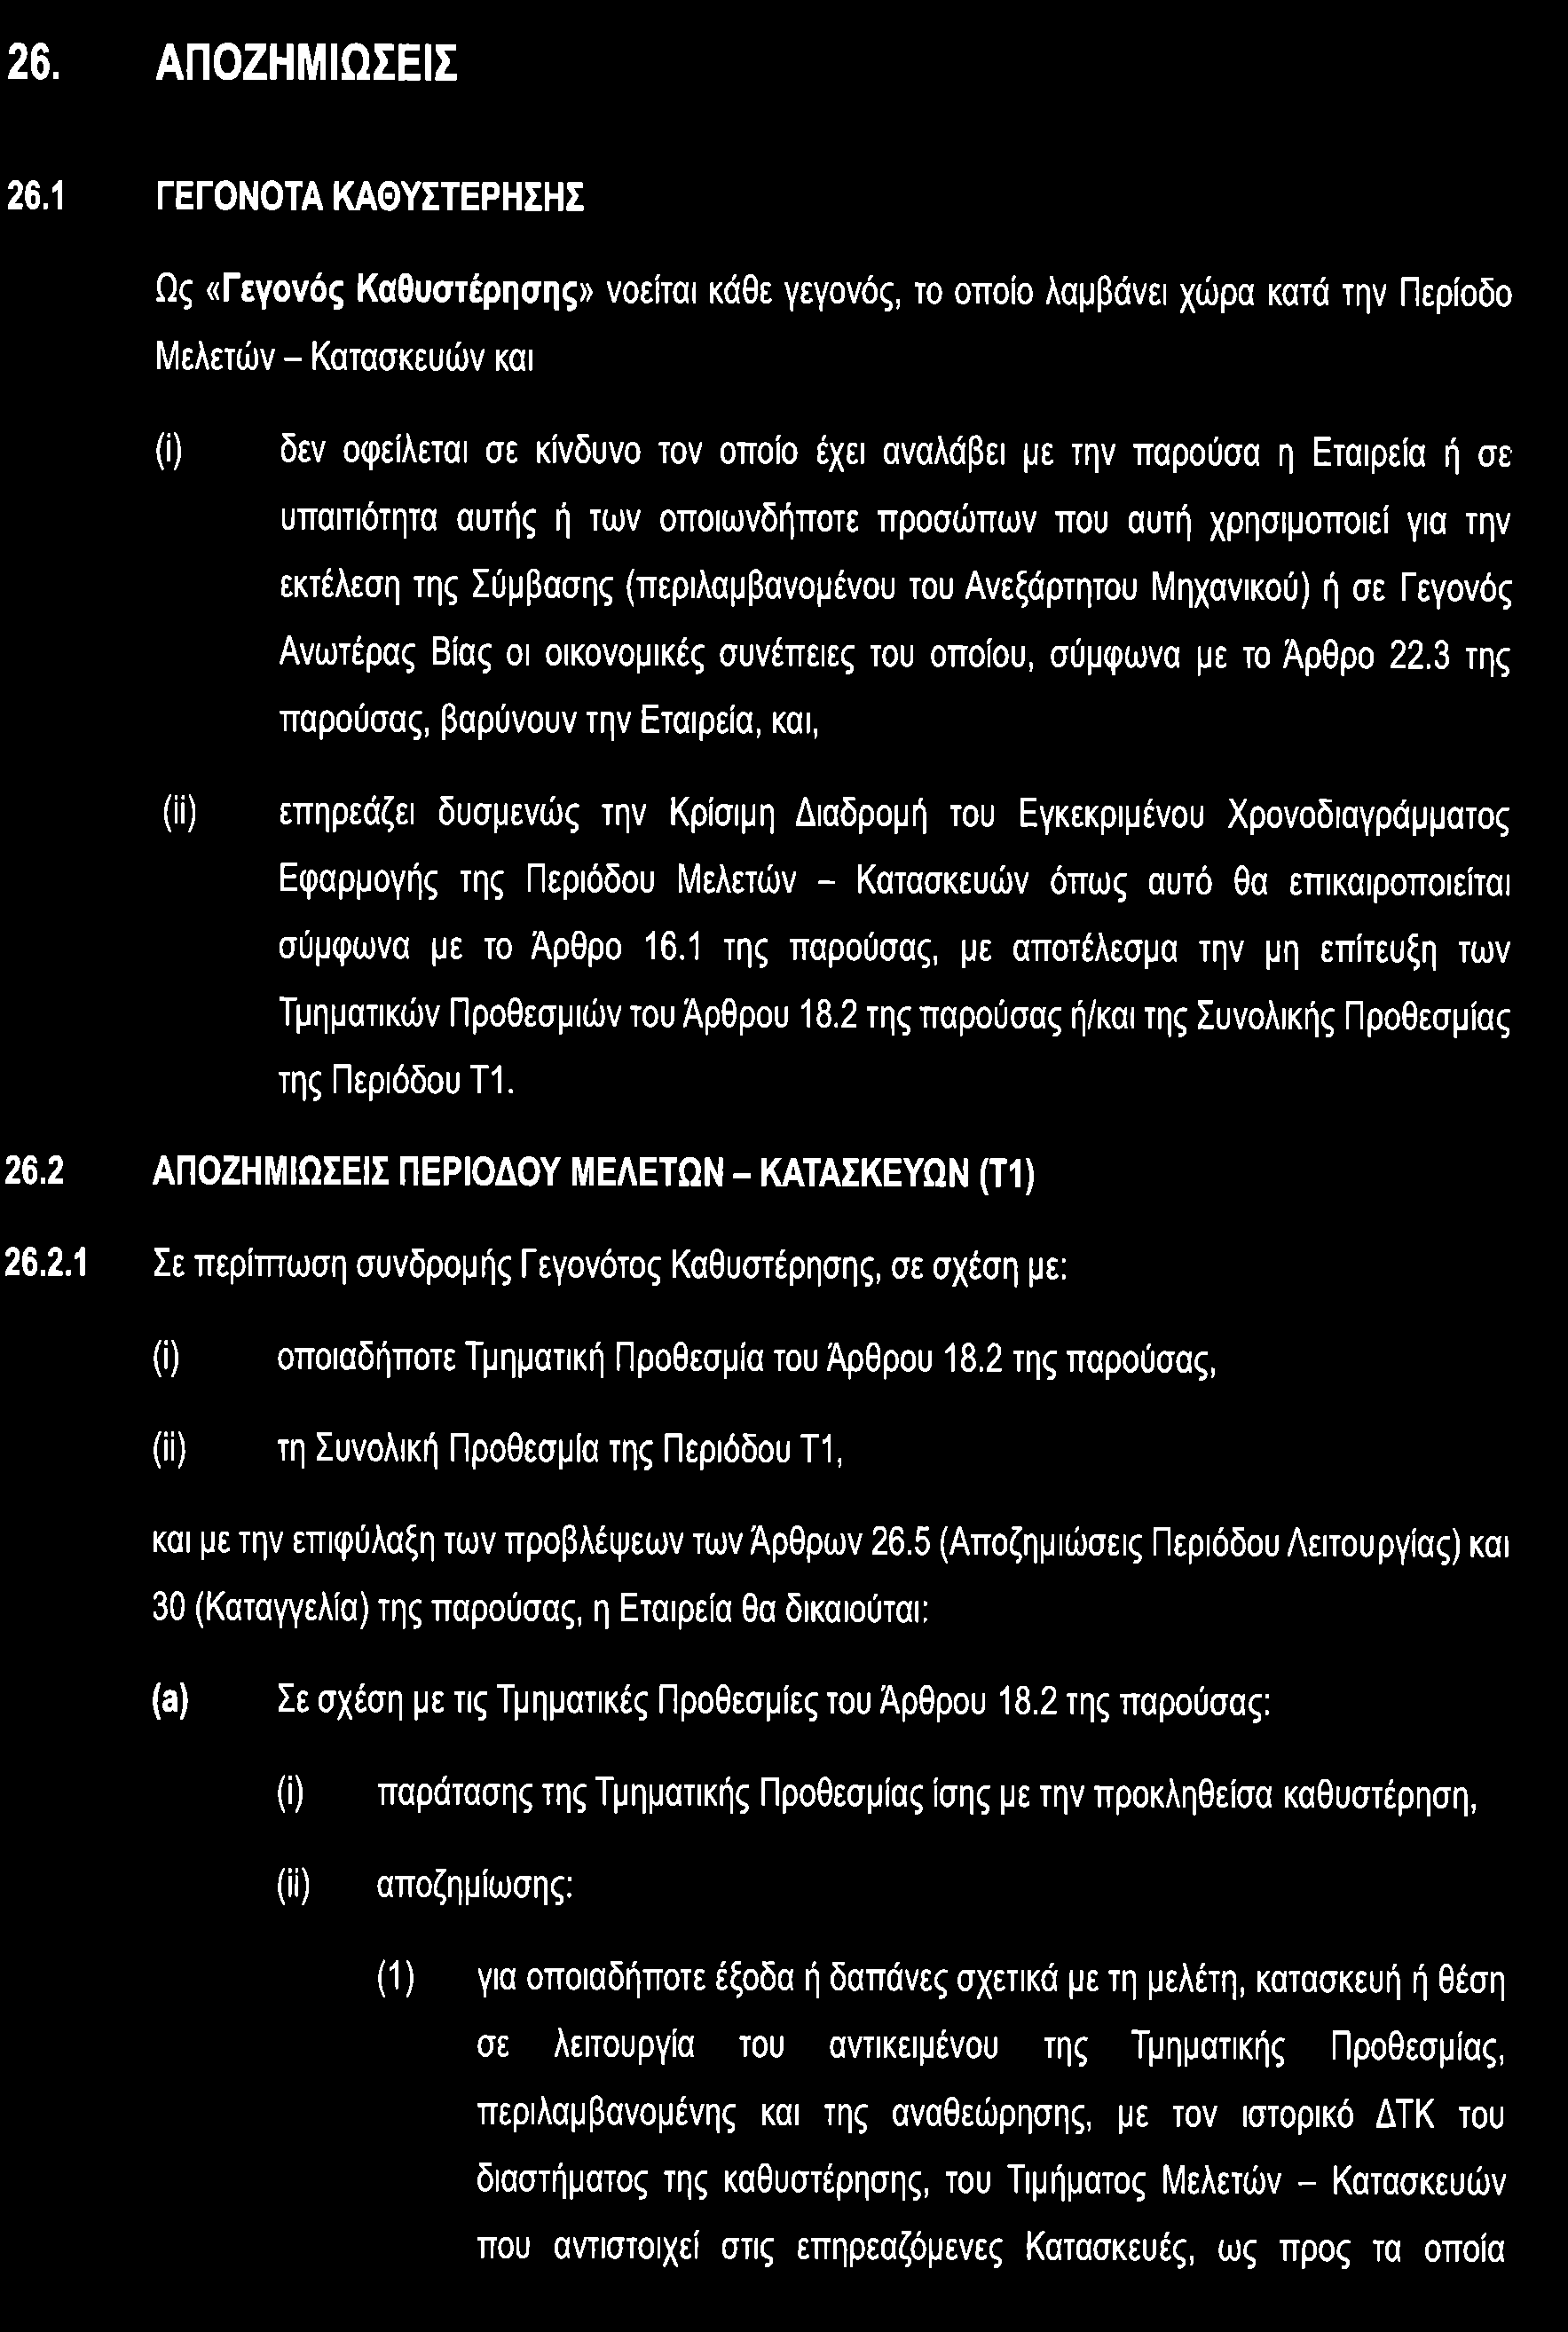 26. ΑΠΟΖΗΜΙΩΣΕΙΣ
26.1 ΓΕΓΟΝΟΤΑ ΚΑΘΥΣΤΕΡΗΣΗΣ
Ως «Γεγονός Καθυστέρησης» νοείται κάθε γεγονός, το οποίο λαμβάνει χώρα κατά την Περίοδο
Μελετών – Κατασκευών και
(i) δεν οφείλεται σε κίνδυνο τον οποίο έχει αναλάβει με την παρούσα η Εταιρεία ή σε
υπαιτιότητα αυτής ή των οποιωνδήποτε προσώπων που αυτή χρησιμοποιεί για την
εκτέλεση της Σύμβασης (περιλαμβανομένου του Ανεξάρτητου Μηχανικού) ή σε Γεγονός
Ανωτέρας Βίας οι οικονομικές συνέπειες του οποίου, σύμφωνα με το Άρθρο 22.3 της
παρούσας, βαρύνουν την Εταιρεία, και,
(ii) επηρεάζει δυσμενώς την Κρίσιμη Διαδρομή του Εγκεκριμένου Χρονοδιαγράμματος
Εφαρμογής της Περιόδου Μελετών – Κατασκευών όπως αυτό θα επικαιροποιείται
σύμφωνα με το Άρθρο 16.1 της παρούσας, με αποτέλεσμα την μη επίτευξη των
Τμηματικών Προθεσμιών του Άρθρου 18.2 της παρούσας ή/και της Συνολικής Προθεσμίας
της Περιόδου Τ1.
26.2 ΑΠΟΖΗΜΙΩΣΕΙΣ ΠΕΡΙΟΔΟΥ ΜΕΛΕΤΩΝ – ΚΑΤΑΣΚΕΥΩΝ (Τ1)
26.2.1 Σε περίπτωση συνδρομής Γεγονότος Καθυστέρησης, σε σχέση με:
(i) οποιαδήποτε Τμηματική Προθεσμία του Άρθρου 18.2 της παρούσας,
(ii) τη Συνολική Προθεσμία της Περιόδου Τ1,
και με την επιφύλαξη των προβλέψεων των Άρθρων 26.5 (Αποζημιώσεις Περιόδου Λειτουργίας) και
30 (Καταγγελία) της παρούσας, η Εταιρεία θα δικαιούται:
(a) Σε σχέση με τις Τμηματικές Προθεσμίες του Άρθρου 18.2 της παρούσας:
(i) παράτασης της Τμηματικής Προθεσμίας ίσης με την προκληθείσα καθυστέρηση,
(ii) αποζημίωσης:
(1) για οποιαδήποτε έξοδα ή δαπάνες σχετικά με τη μελέτη, κατασκευή ή θέση
σε λειτουργία του αντικειμένου της Τμηματικής Προθεσμίας,
περιλαμβανομένης και της αναθεώρησης, με τον ιστορικό ΔΤΚ του
διαστήματος της καθυστέρησης, του Τιμήματος Μελετών – Κατασκευών
που αντιστοιχεί στις επηρεαζόμενες Κατασκευές, ως προς τα οποία